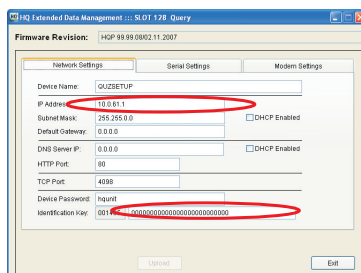 HQ Extended Data Management ::: SLOT 128 Query
Firmware Revision: HQP 99.99.08/02.11.2007
Network Settings Serial Settings Modem Settings
Device Name: QUZSETUP
IP Address: 10.0.61.1
Subnet Mask: 255.255.0.0 DHCP Enabled
Default Gateway: 0.0.0.0
DNS Server IP: 0.0.0.0 DHCP Enabled
HTTP Port: 80
TCP Port: 4098
Device Password: hqunit
Identification Key:
Upload Exit